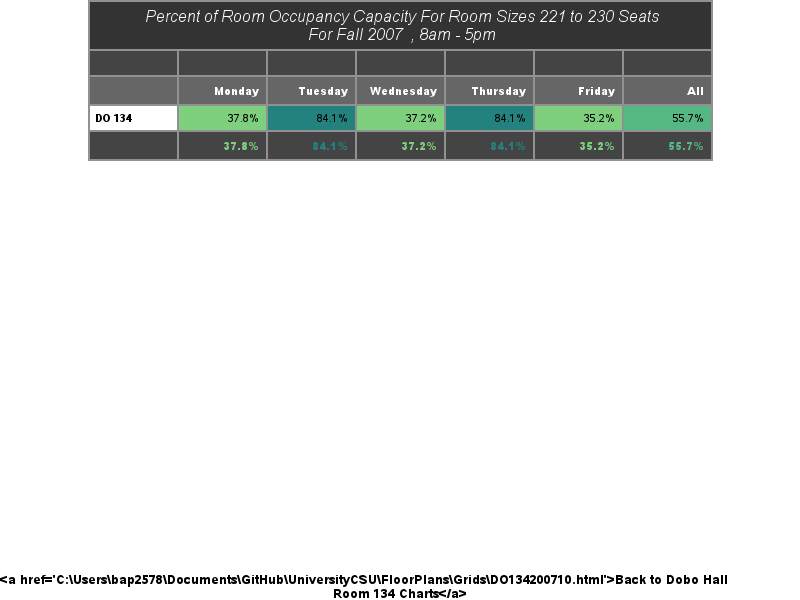 Percent of Room Occupancy Capacity For Room Sizes 221 to 230 Seats
For Fall 2007 , 8am - 5pm
Monday Tuesday Wednesday Thursday Friday All
DO 134 37.8% 84.1% 37.2% 84.1% 35.2% 55.7%
37.8% 84.1% 37.2% 84.1% 35.2% 55.7%
<a href='C:\Users\bap2578\Documents\GitHub\UniversityCSU\FloorPlans\Grids\DO134200710.html'>Back to Dobo Hall
Room 134 Charts</a>